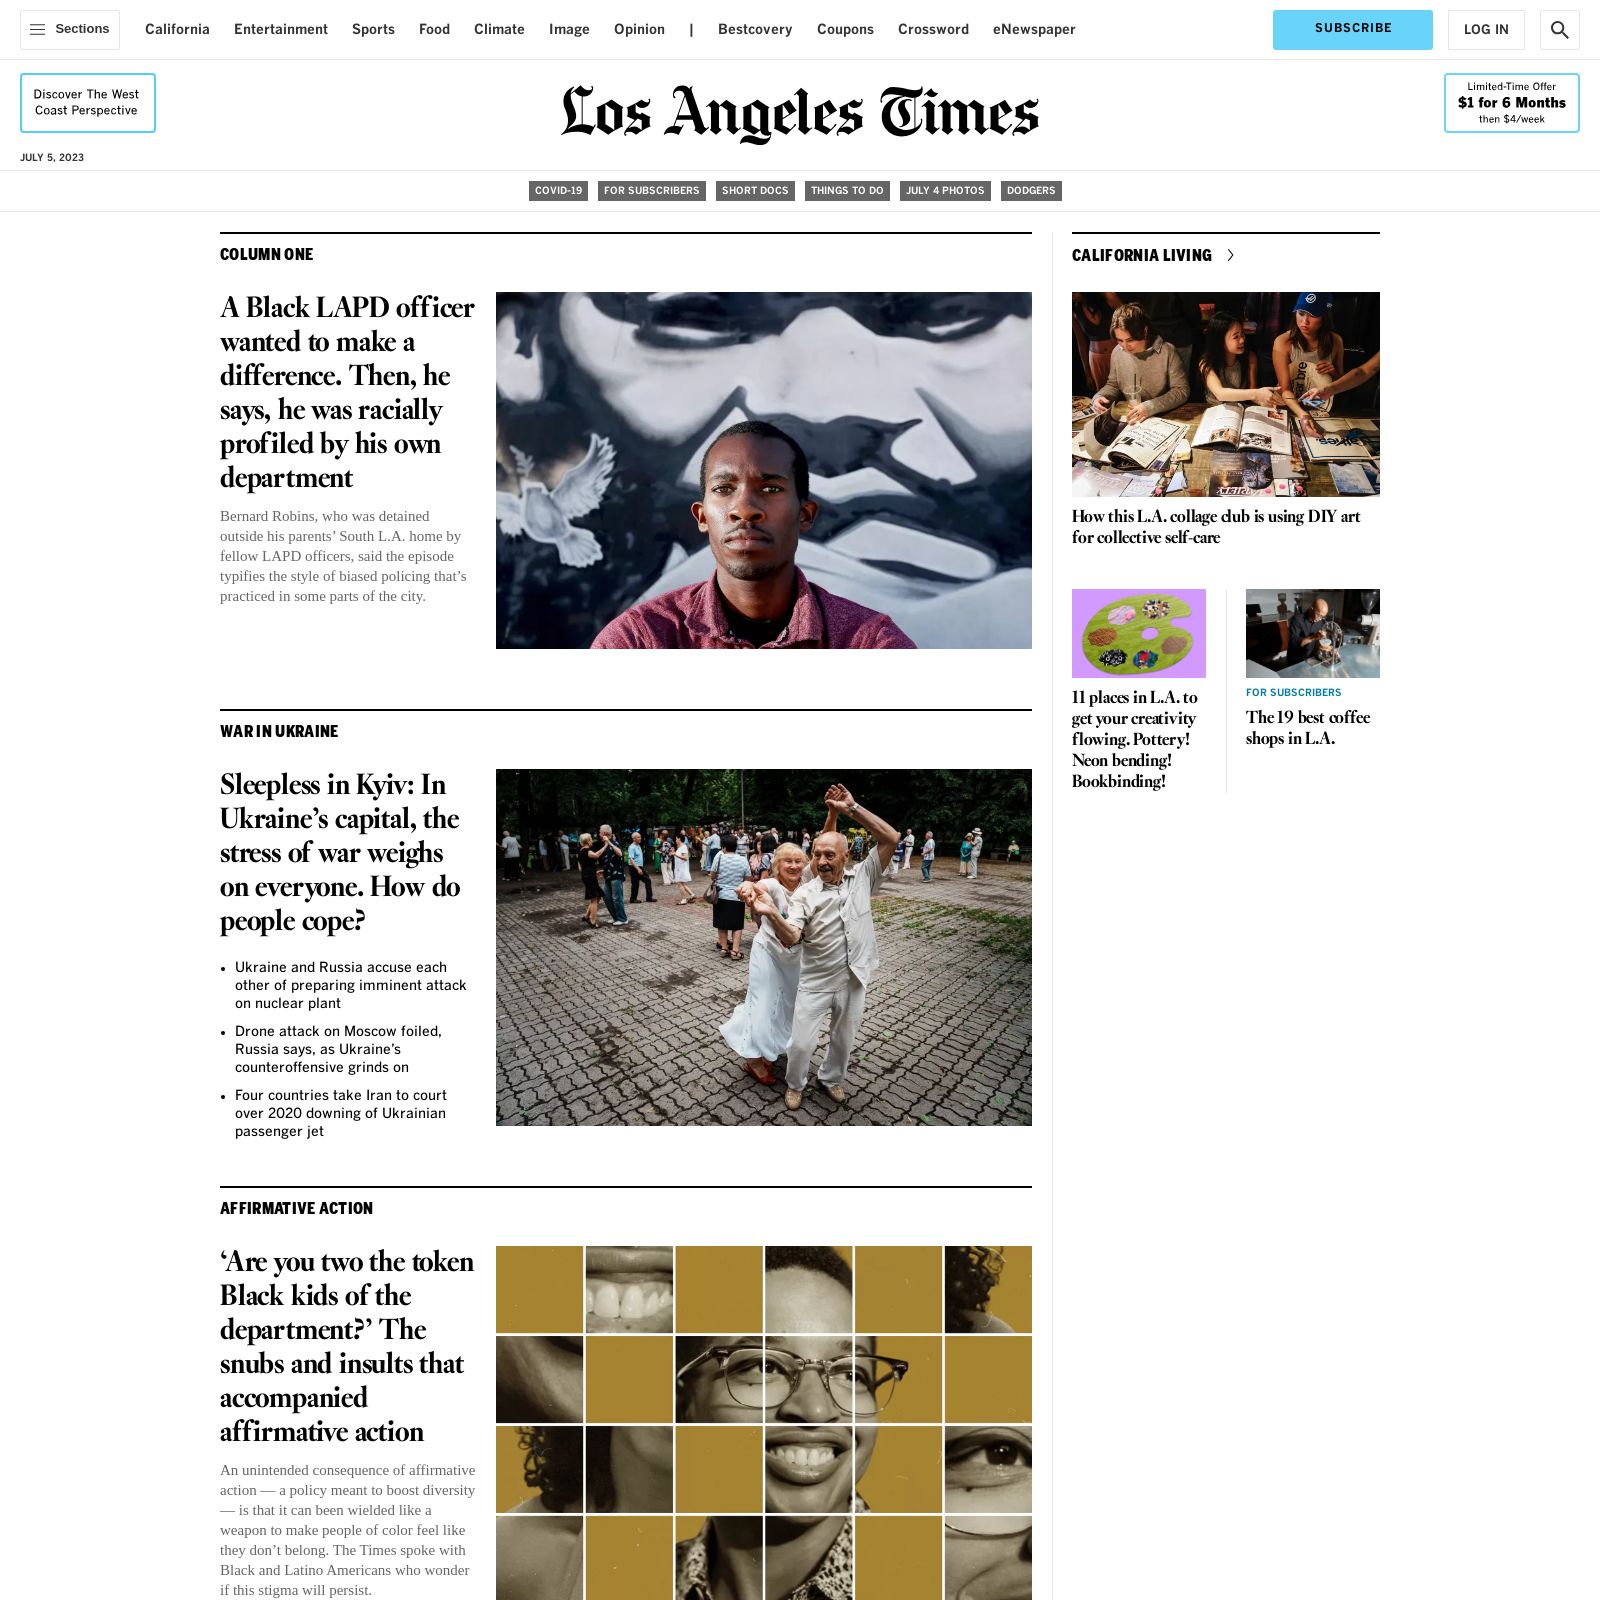 Sections
California
Entertainment
Sports
Food
Climate
Image
Opinion
|
Bestcovery
Coupons
Crossword
eNewspaper
SUBSCRIBE
LOG IN
Discover The West
Coast Perspective
Los Angeles Times
Limited-Time Offer
$1 for 6 Months
then $4/week
JULY 5, 2023
COVID-19
FOR SUBSCRIBERS
SHORT DOCS
THINGS TO DO
JULY 4 PHOTOS
DODGERS
COLUMN ONE
A Black LAPD officer
wanted to make a
difference. Then, he
says, he was racially
profiled by his own
department
Bernard Robins, who was detained
outside his parents’ South L.A. home by
fellow LAPD officers, said the episode
typifies the style of biased policing that’s
practiced in some parts of the city.
WAR IN UKRAINE
Sleepless in Kyiv: In
Ukraine’s capital, the
stress of war weighs
on everyone. How do
people cope?
• Ukraine and Russia accuse each
other of preparing imminent attack
on nuclear plant
• Drone attack on Moscow foiled,
Russia says, as Ukraine’s
counteroffensive grinds on
• Four countries take Iran to court
over 2020 downing of Ukrainian
passenger jet
AFFIRMATIVE ACTION
‘Are you two the token
Black kids of the
department?’ The
snubs and insults that
accompanied
affirmative action
An unintended consequence of affirmative
action — a policy meant to boost diversity
— is that it can been wielded like a
weapon to make people of color feel like
they don’t belong. The Times spoke with
Black and Latino Americans who wonder
if this stigma will persist.
CALIFORNIA LIVING
How this L.A. collage club is using DIY art
for collective self-care
11 places in L.A. to
get your creativity
flowing. Pottery!
Neon bending!
Bookbinding!
FOR SUBSCRIBERS
The 19 best coffee
shops in L.A.